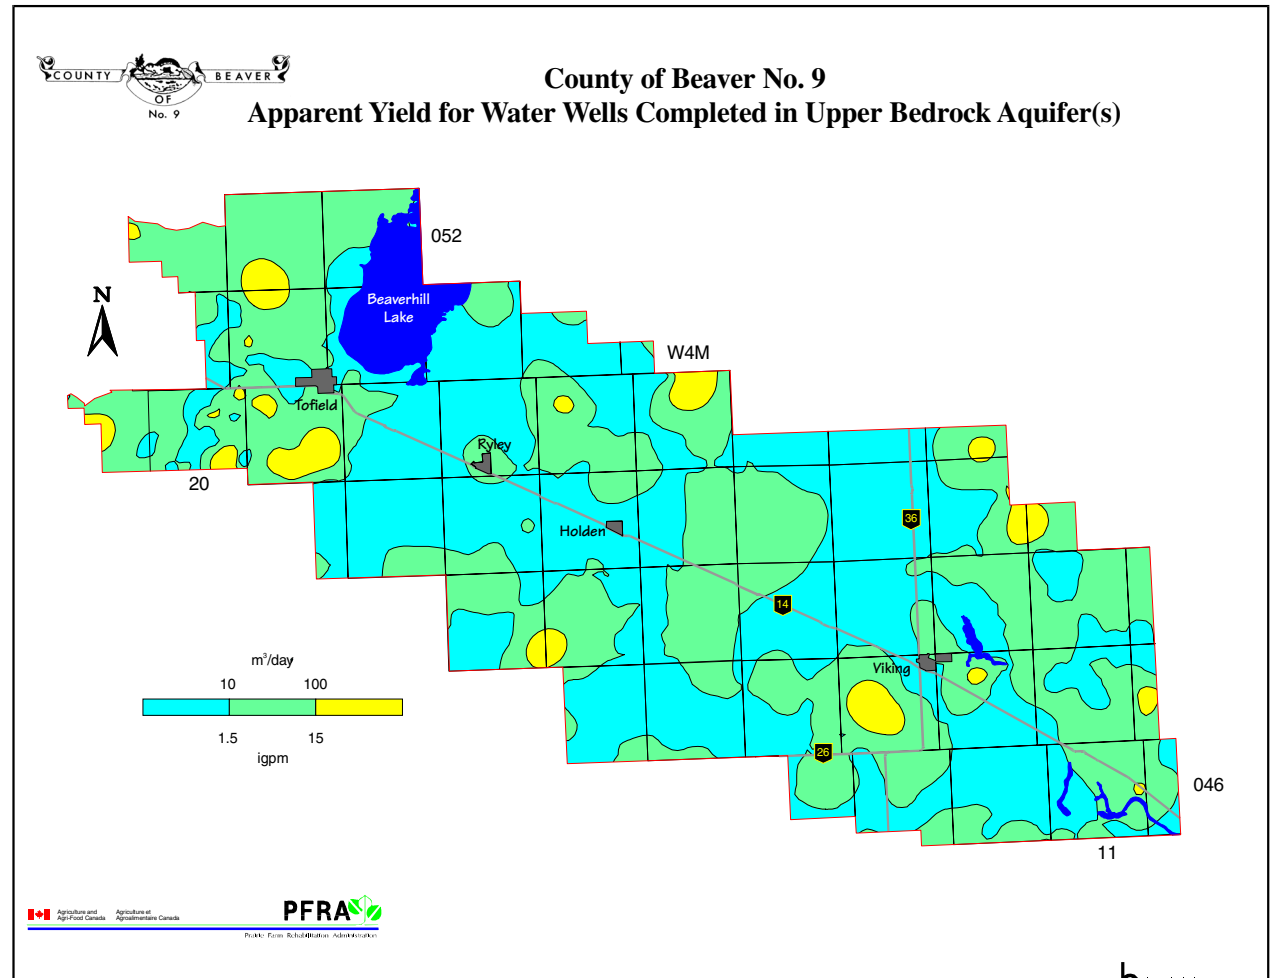 COUNTY BEAVER
OF
No. 9
County of Beaver No. 9
Apparent Yield for Water Wells Completed in Upper Bedrock Aquifer(s)
052
Beaverhill
Lake
N
W4M
Tofield
Ryley
20
36
Holden
14
Viking
m³/day
10 100
1.5 15
igpm
26
046
11
Agriculture and Agriculture et
Agri-Food Canada Agroalimentaire Canada
PFRA
Prairie Farm Rehabilitation Administration